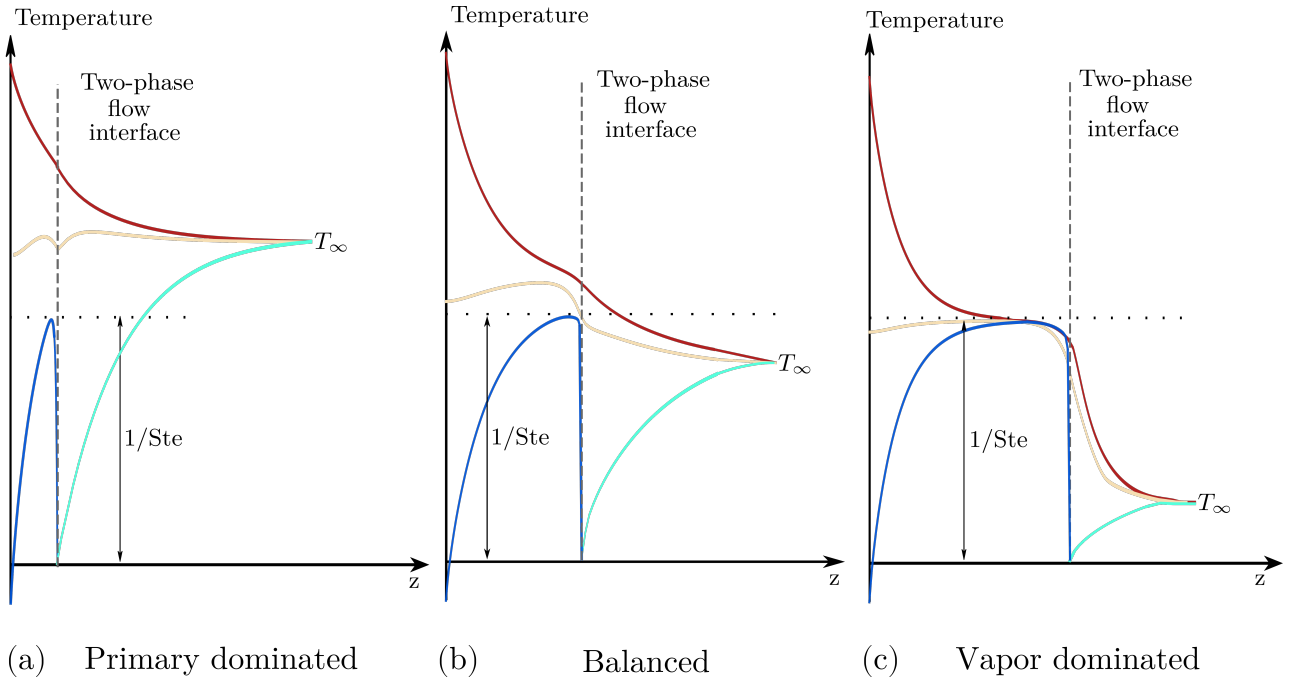 Temperature
Two-phase
flow
interface
T∞
1/Ste
z
(a) Primary dominated
Temperature
Two-phase
flow
interface
T∞
1/Ste
z
(b) Balanced
Temperature
Two-phase
flow
interface
1/Ste
T∞
z
(c) Vapor dominated